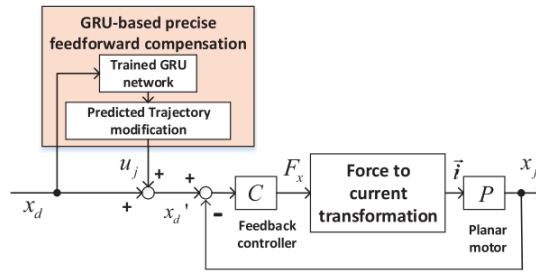 GRU-based precise
feedforward compensation
Trained GRU
network
Predicted Trajectory
modification
u_j
+
+
x_d
x_d'
+
-
C
Feedback
controller
F_x
Force to
current
transformation
i⃗
P
Planar
motor
x_j